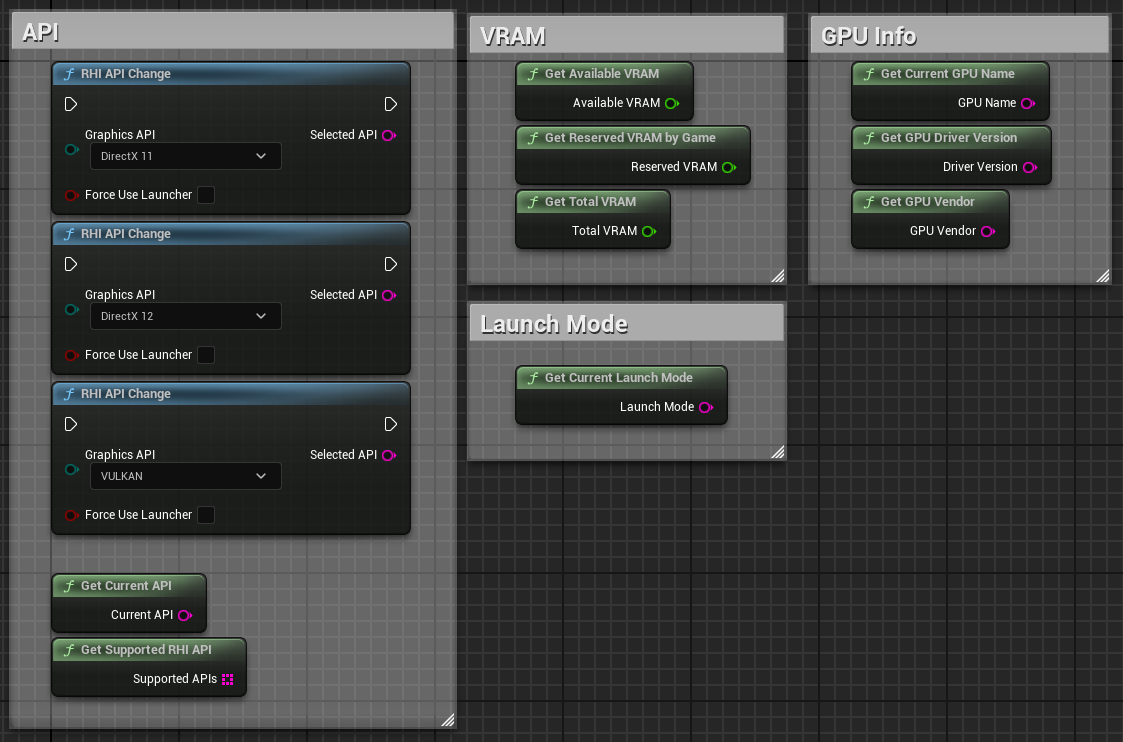 API
RHI API Change
Graphics API
Selected API
DirectX 11
Force Use Launcher
RHI API Change
Graphics API
Selected API
DirectX 12
Force Use Launcher
RHI API Change
Graphics API
Selected API
VULKAN
Force Use Launcher
Get Current API
Current API
Get Supported RHI API
Supported APIs
VRAM
Get Available VRAM
Available VRAM
Get Reserved VRAM by Game
Reserved VRAM
Get Total VRAM
Total VRAM
Launch Mode
Get Current Launch Mode
Launch Mode
GPU Info
Get Current GPU Name
GPU Name
Get GPU Driver Version
Driver Version
Get GPU Vendor
GPU Vendor